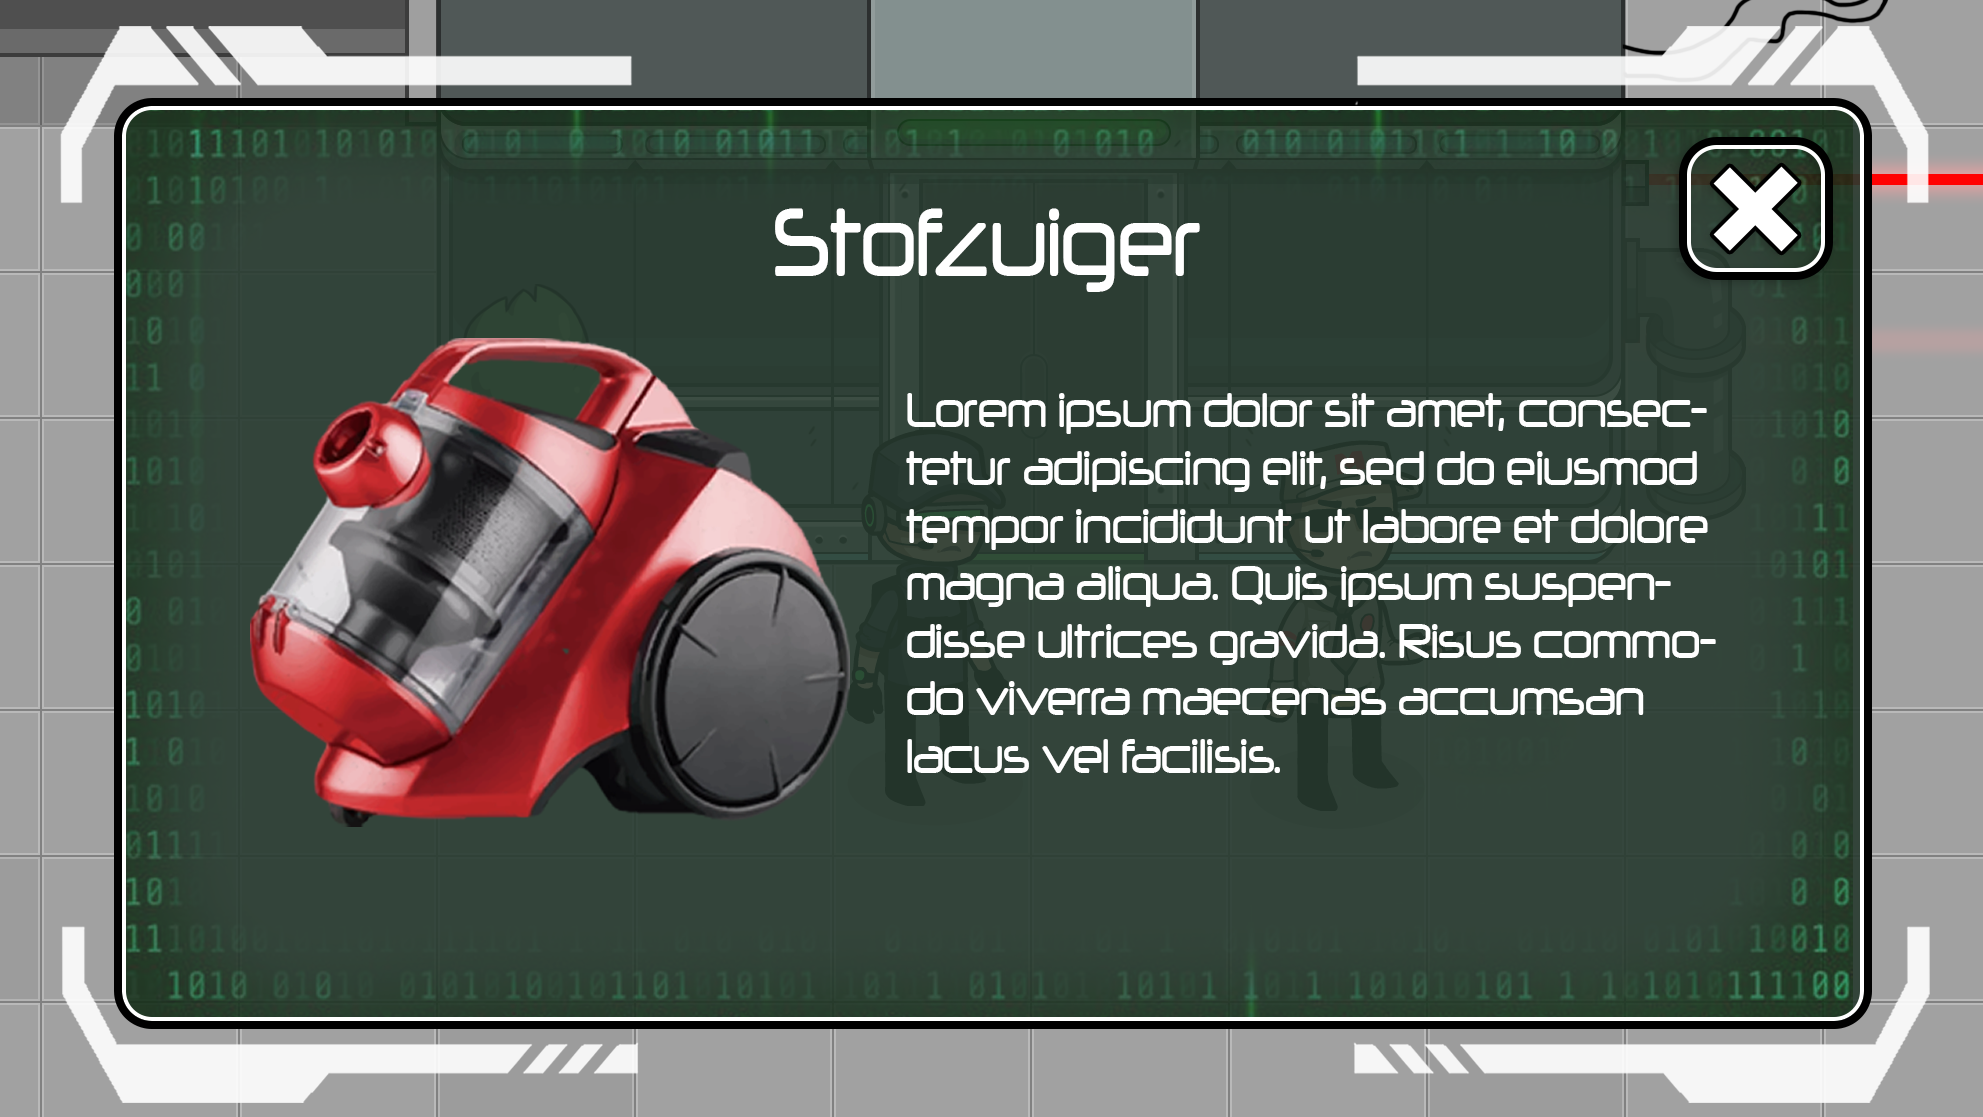 Stofzuiger
Lorem ipsum dolor sit amet, consec-
tetur adipiscing elit, sed do eiusmod
tempor incididunt ut labore et dolore
magna aliqua. Quis ipsum suspen-
disse ultrices gravida. Risus commo-
do viverra maecenas accumsan
lacus vel facilisis.